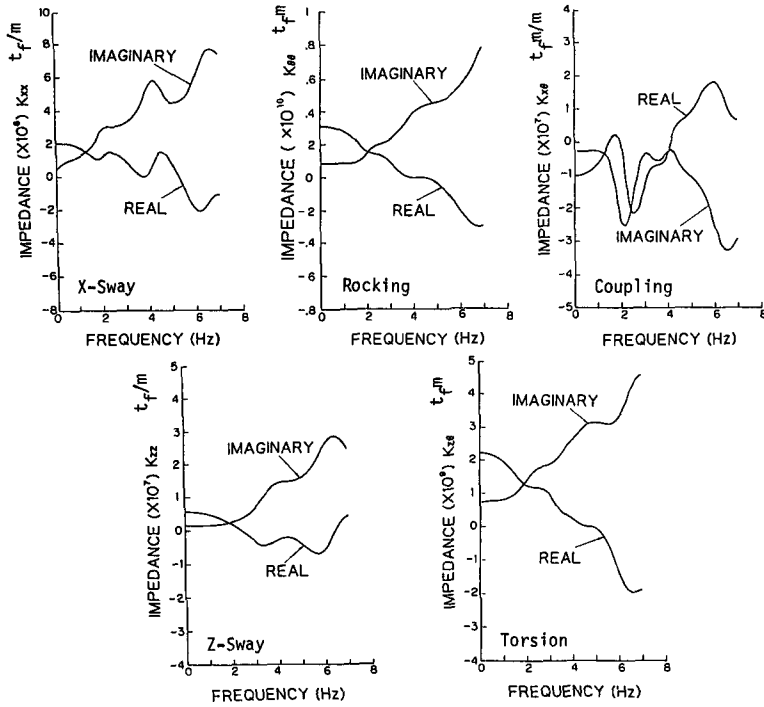 t_f/m
IMPEDANCE (X10⁶) Kxx
10
8
6
4
2
0
-2
-4
-6
-8
IMAGINARY
REAL
X-Sway
0 2 4 6 8
FREQUENCY (Hz)
t_f m
IMPEDANCE ( X10¹⁰) Kθθ
1
.8
.6
.4
.2
0
-.2
-.4
-.6
-.8
IMAGINARY
REAL
Rocking
0 2 4 6 8
FREQUENCY (Hz)
t_f m/m
IMPEDANCE (X10⁷) Kxθ
4
3
2
1
0
-1
-2
-3
-4
-5
REAL
IMAGINARY
Coupling
0 2 4 6 8
FREQUENCY (Hz)
t_f/m
IMPEDANCE (X10⁷) Kzz
5
4
3
2
1
0
-1
-2
-3
-4
IMAGINARY
REAL
Z-Sway
0 2 4 6 8
FREQUENCY (Hz)
t_f m
IMPEDANCE (X10⁹) Kzθ
5
4
3
2
1
0
-1
-2
-3
-4
IMAGINARY
REAL
Torsion
0 2 4 6 8
FREQUENCY (Hz)